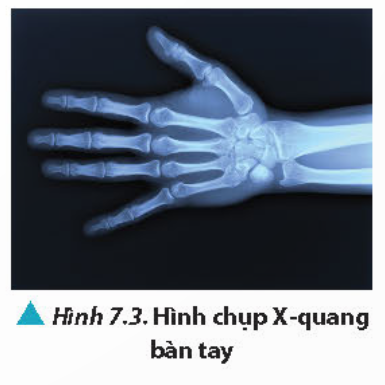 Hình 7.3. Hình chụp X-quang
bàn tay